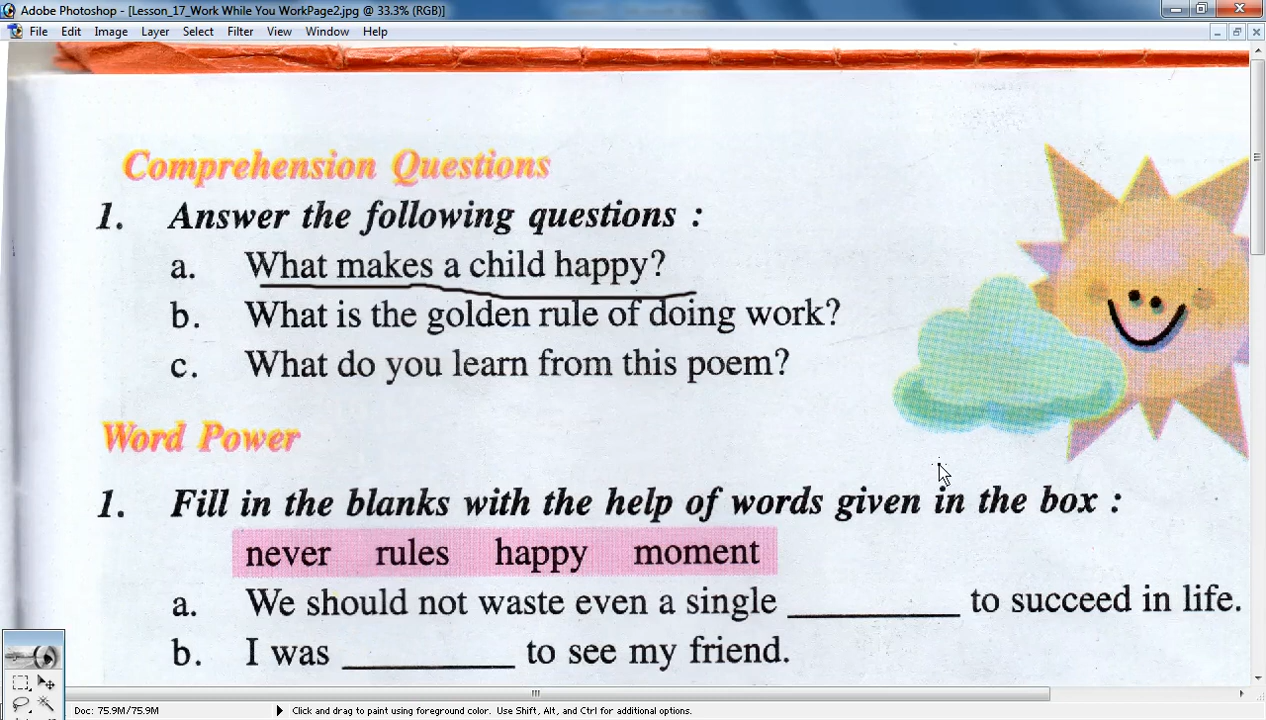 Adobe Photoshop - [Lesson_17_Work While You WorkPage2.jpg @ 33.3% (RGB)]
File Edit Image Layer Select Filter View Window Help
Comprehension Questions
1. Answer the following questions :
a. What makes a child happy?
b. What is the golden rule of doing work?
c. What do you learn from this poem?
Word Power
1. Fill in the blanks with the help of words given in the box :
never rules happy moment
a. We should not waste even a single __________ to succeed in life.
b. I was __________ to see my friend.
Doc: 75.9M/75.9M Click and drag to paint using foreground color. Use Shift, Alt, and Ctrl for additional options.